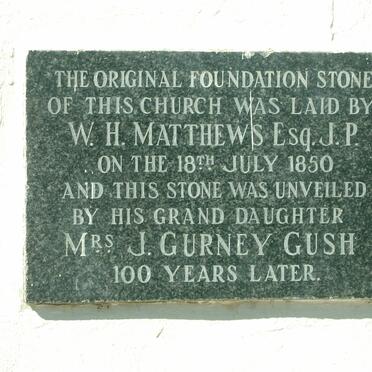 THE ORIGINAL FOUNDATION STONE
OF THIS CHURCH WAS LAID BY
W. H. MATTHEWS ESQ. J.P.
ON THE 18TH JULY 1850
AND THIS STONE WAS UNVEILED
BY HIS GRAND DAUGHTER
MRS J. GURNEY GUSH
100 YEARS LATER.